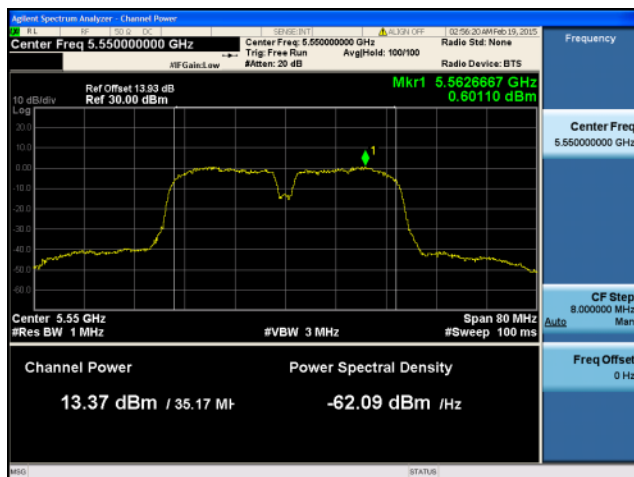 Agilent Spectrum Analyzer - Channel Power
RL RF 50 Ω DC SENSE:INT ALIGN OFF 02:56:20 AM Feb 19, 2015
Center Freq 5.550000000 GHz
Center Freq: 5.550000000 GHz
Radio Std: None
Trig: Free Run Avg|Hold: 100/100
#IFGain:Low #Atten: 20 dB Radio Device: BTS
Frequency
Mkr1 5.5626667 GHz
0.60110 dBm
Ref Offset 13.93 dB
10 dB/div Ref 30.00 dBm
Log
20.0
10.0
0.00
-10.0
-20.0
-30.0
-40.0
-50.0
-60.0
1
Center 5.55 GHz Span 80 MHz
#Res BW 1 MHz #VBW 3 MHz #Sweep 100 ms
Channel Power Power Spectral Density
13.37 dBm / 35.17 MH -62.09 dBm /Hz
Center Freq
5.550000000 GHz
CF Step
8.000000 MHz
Auto Man
Freq Offset
0 Hz
MSG STATUS